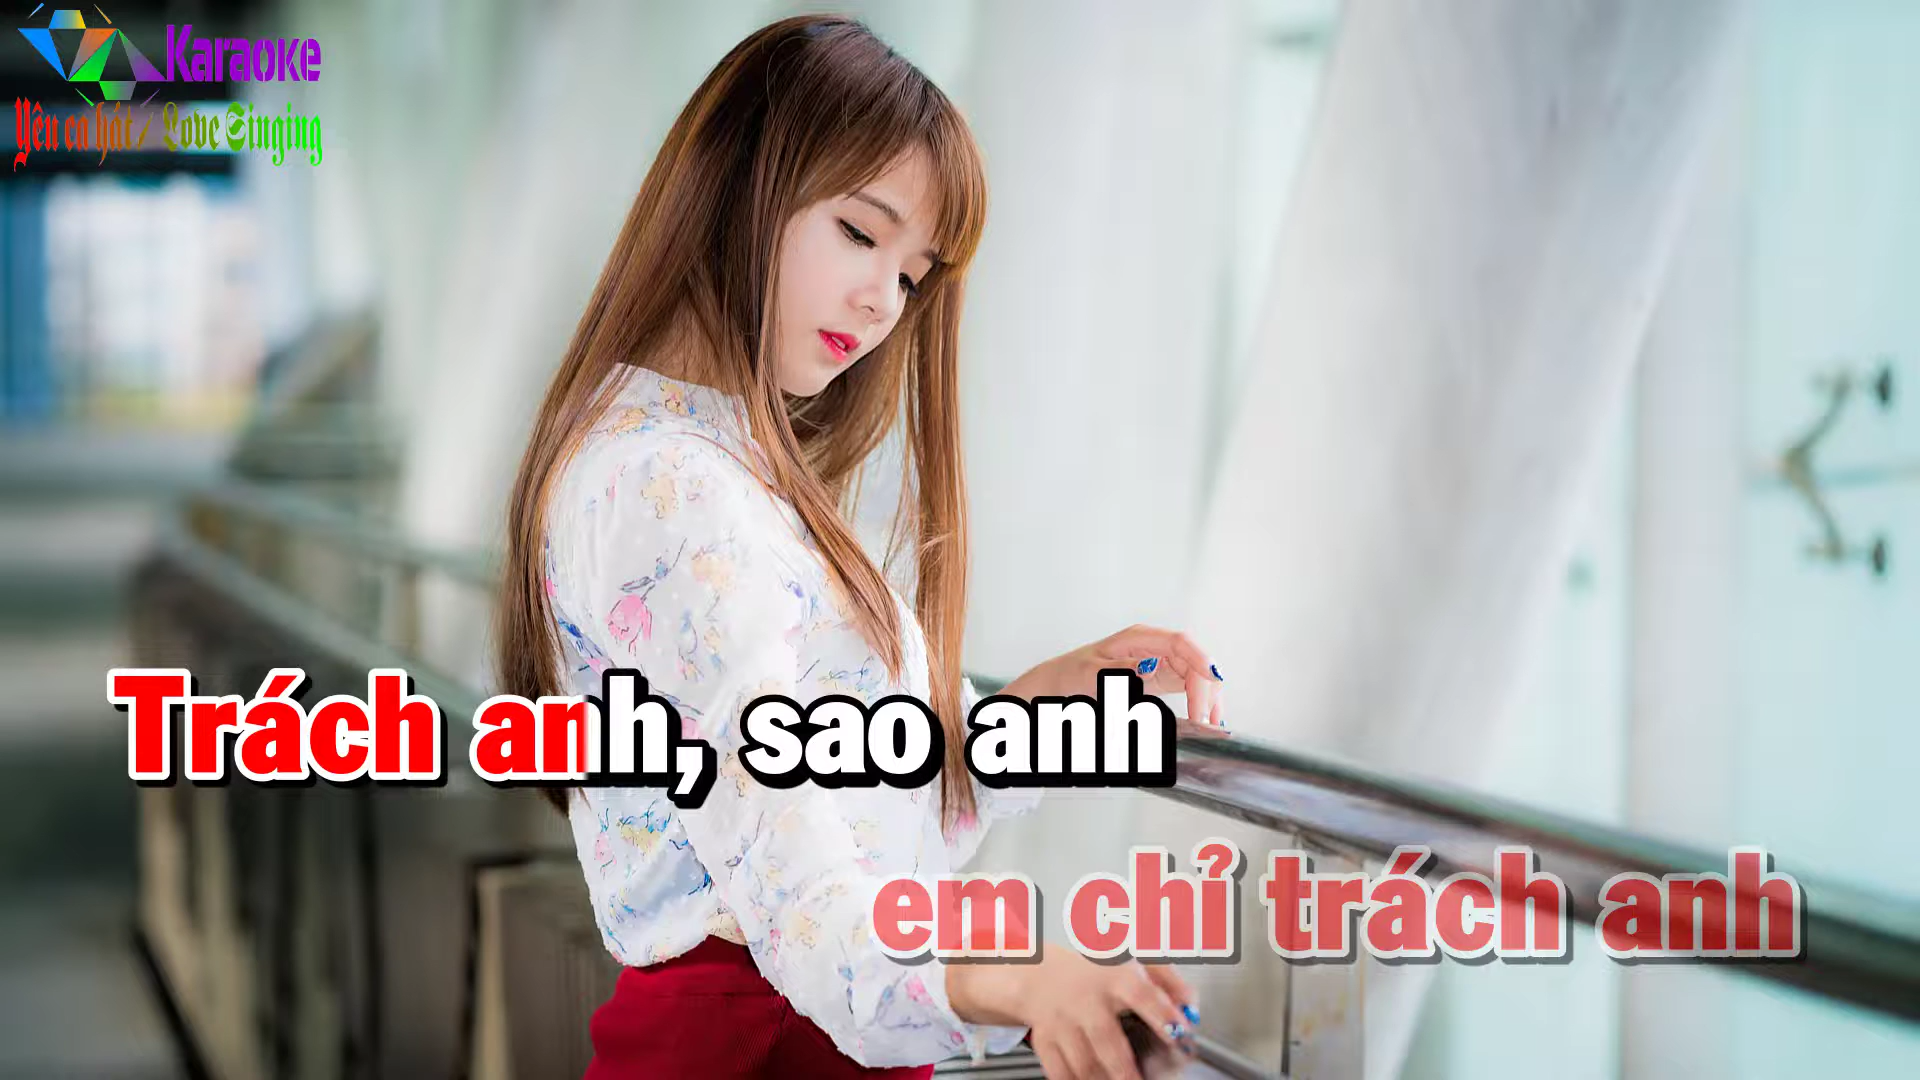 Karaoke
Yêu ca hát / Love Singing
Trách anh, sao anh
em chỉ trách anh